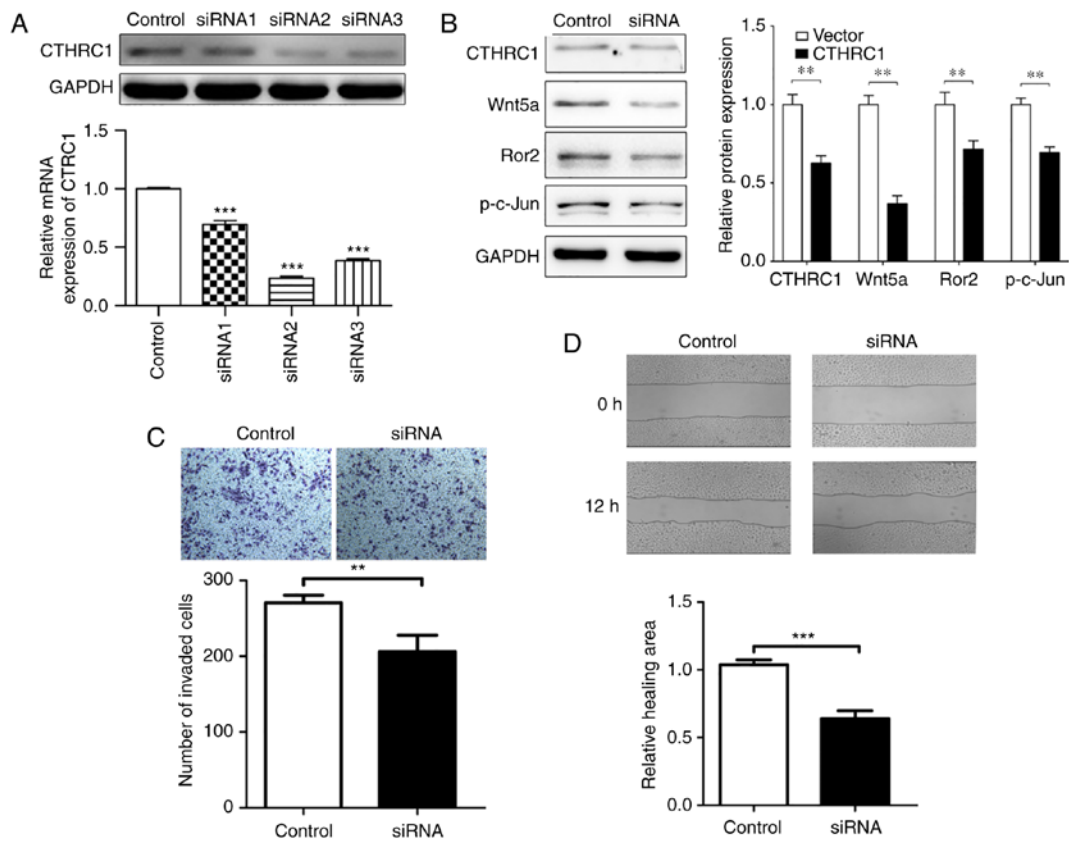 A
Control siRNA1 siRNA2 siRNA3
CTHRC1
GAPDH
Relative mRNA
expression of CTRC1
1.5
1.0
0.5
0.0
***
***
***
Control
siRNA1
siRNA2
siRNA3
B
Control siRNA
CTHRC1
Wnt5a
Ror2
p-c-Jun
GAPDH
Relative protein expression
1.5
1.0
0.5
0.0
Vector
CTHRC1
** ** ** **
CTHRC1 Wnt5a Ror2 p-c-Jun
C
Control siRNA
Number of invaded cells
300
200
100
0
**
Control siRNA
D
Control siRNA
0 h
12 h
Relative healing area
1.5
1.0
0.5
0.0
***
Control siRNA